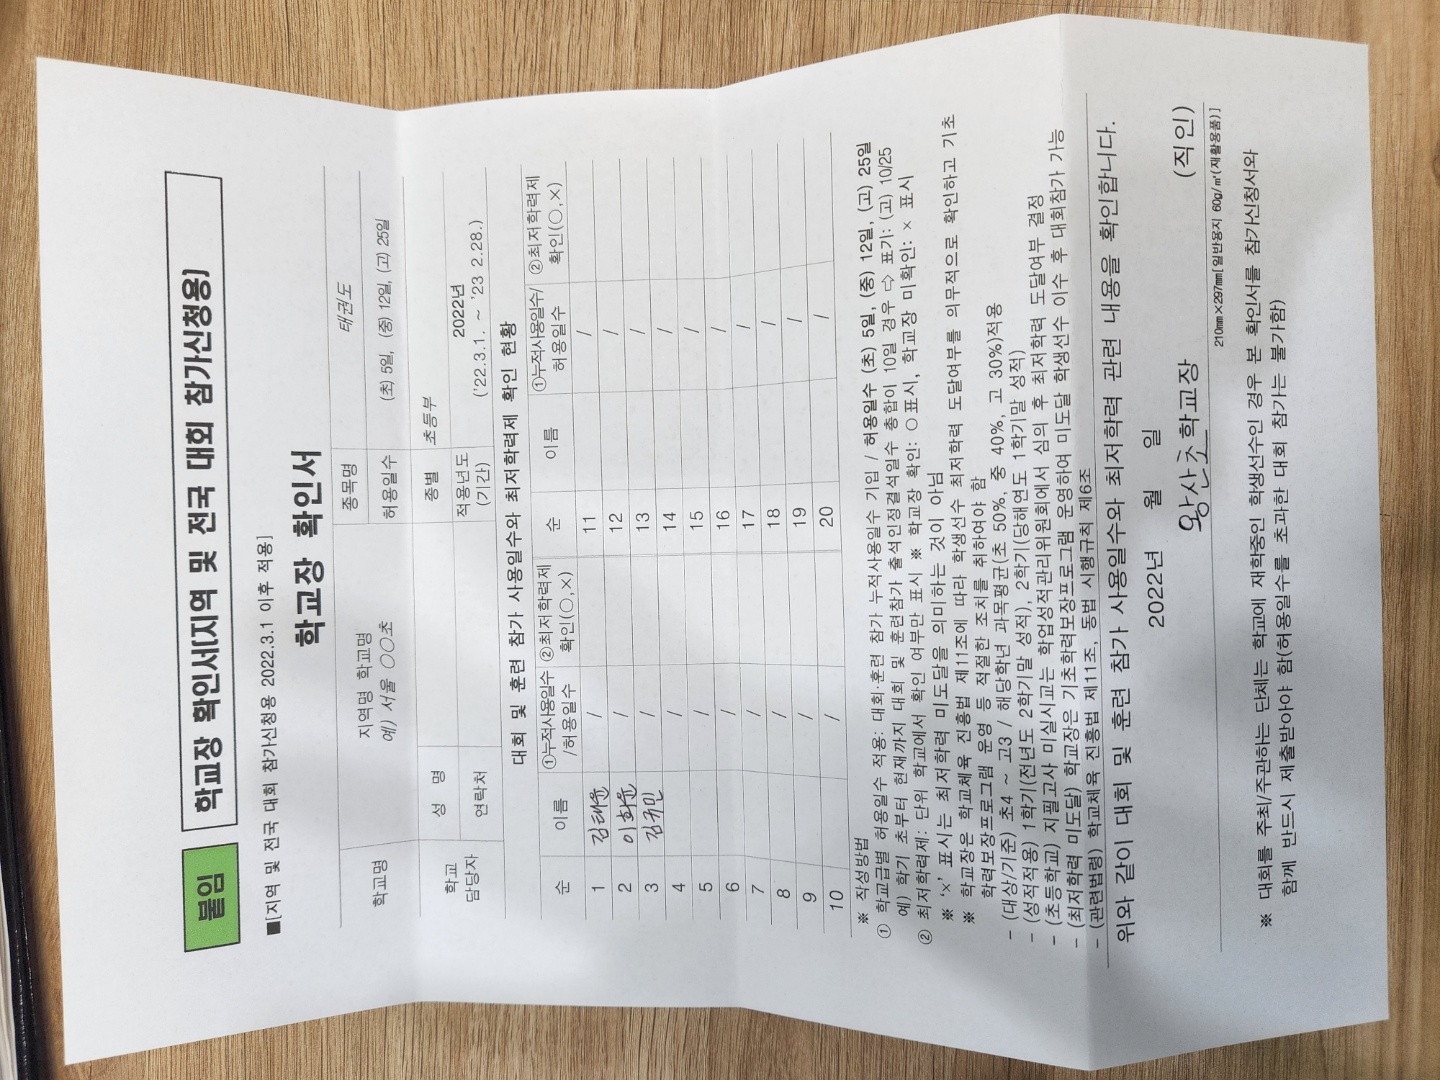 붙임 학교장 확인서(지역 및 전국 대회 참가신청용)
■[지역 및 전국 대회 참가신청용 2022.3.1 이후 적용]
학교장 확인서
학교명 지역명 학교명 종목명 태권도
예) 서울 ○○초 허용일수 (초) 5일, (중) 12일, (고) 25일
학교 담당자 성 명 종별 초등부
연락처 적용년도 (기간) 2022년 ('22.3.1. ~ '23 2.28.)
대회 및 훈련 참가 사용일수와 최저학력제 확인 현황
순 이름 ①누적사용일수/허용일수 ②최저학력제 확인(○,×) 순 이름 ①누적사용일수/허용일수 ②최저학력제 확인(○,×)
1 김태윤 / 11 /
2 이화윤 / 12 /
3 김규민 / 13 /
4 / 14 /
5 / 15 /
6 / 16 /
7 / 17 /
8 / 18 /
9 / 19 /
10 / 20 /
※ 작성방법
① 학교급별 허용일수 적용: 대회·훈련 참가 누적사용일수 기입 / 허용일수 (초) 5일, (중) 12일, (고) 25일
예) 학기 초부터 현재까지 대회 및 훈련참가 출석인정결석일수 총합이 10일 경우 ⇨ 표기: (고) 10/25
② 최저학력제: 단위 학교에서 확인 여부만 표시 ※ 학교장 확인: ○ 표시, 학교장 미확인: × 표시
※ '×' 표시는 최저학력 미도달을 의미하는 것이 아님
※ 학교장은 학교체육 진흥법 제11조에 따라 학생선수 최저학력 도달여부를 의무적으로 확인하고 기초
학력보장프로그램 운영 등 적절한 조치를 취하여야 함
- (대상/기준) 초4 ~ 고3 / 해당학년 과목평균(초 50%, 중 40%, 고 30%)적용
- (성적적용) 1학기(전년도 2학기말 성적), 2학기(당해연도 1학기말 성적)
- (초등학교) 지필고사 미실시교는 학업성적관리위원회에서 심의 후 최저학력 도달여부 결정
- (최저학력 미도달) 학교장은 기초학력보장프로그램 운영하여 미도달 학생선수 이수 후 대회참가 가능
- (관련법령) 학교체육 진흥법 제11조, 동법 시행규칙 제6조
위와 같이 대회 및 훈련 참가 사용일수와 최저학력 관련 내용을 확인합니다.
2022년 월 일
왕산초학교장 (직인)
210㎜×297㎜[일반용지 60g/㎡(재활용품)]
※ 대회를 주최/주관하는 단체는 학교에 재학중인 학생선수인 경우 본 확인서를 참가신청서와
함께 반드시 제출받아야 함(허용일수를 초과한 대회 참가는 불가함)